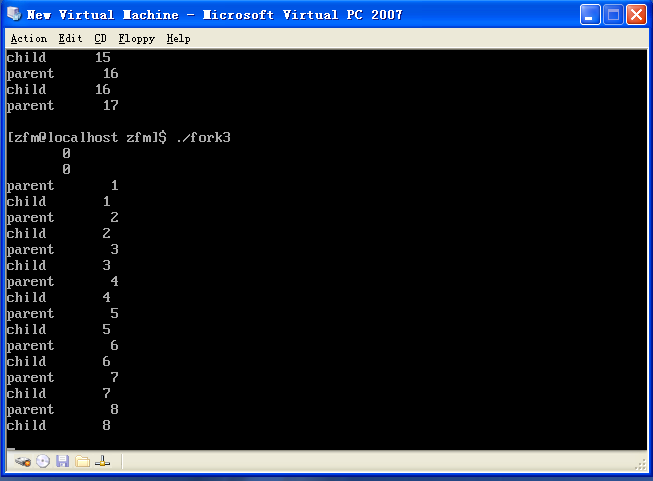 New Virtual Machine - Microsoft Virtual PC 2007
Action Edit CD Floppy Help
child 15
parent 16
child 16
parent 17
[zfm@localhost zfm]$ ./fork3
0
0
parent 1
child 1
parent 2
child 2
parent 3
child 3
parent 4
child 4
parent 5
child 5
parent 6
child 6
parent 7
child 7
parent 8
child 8
_